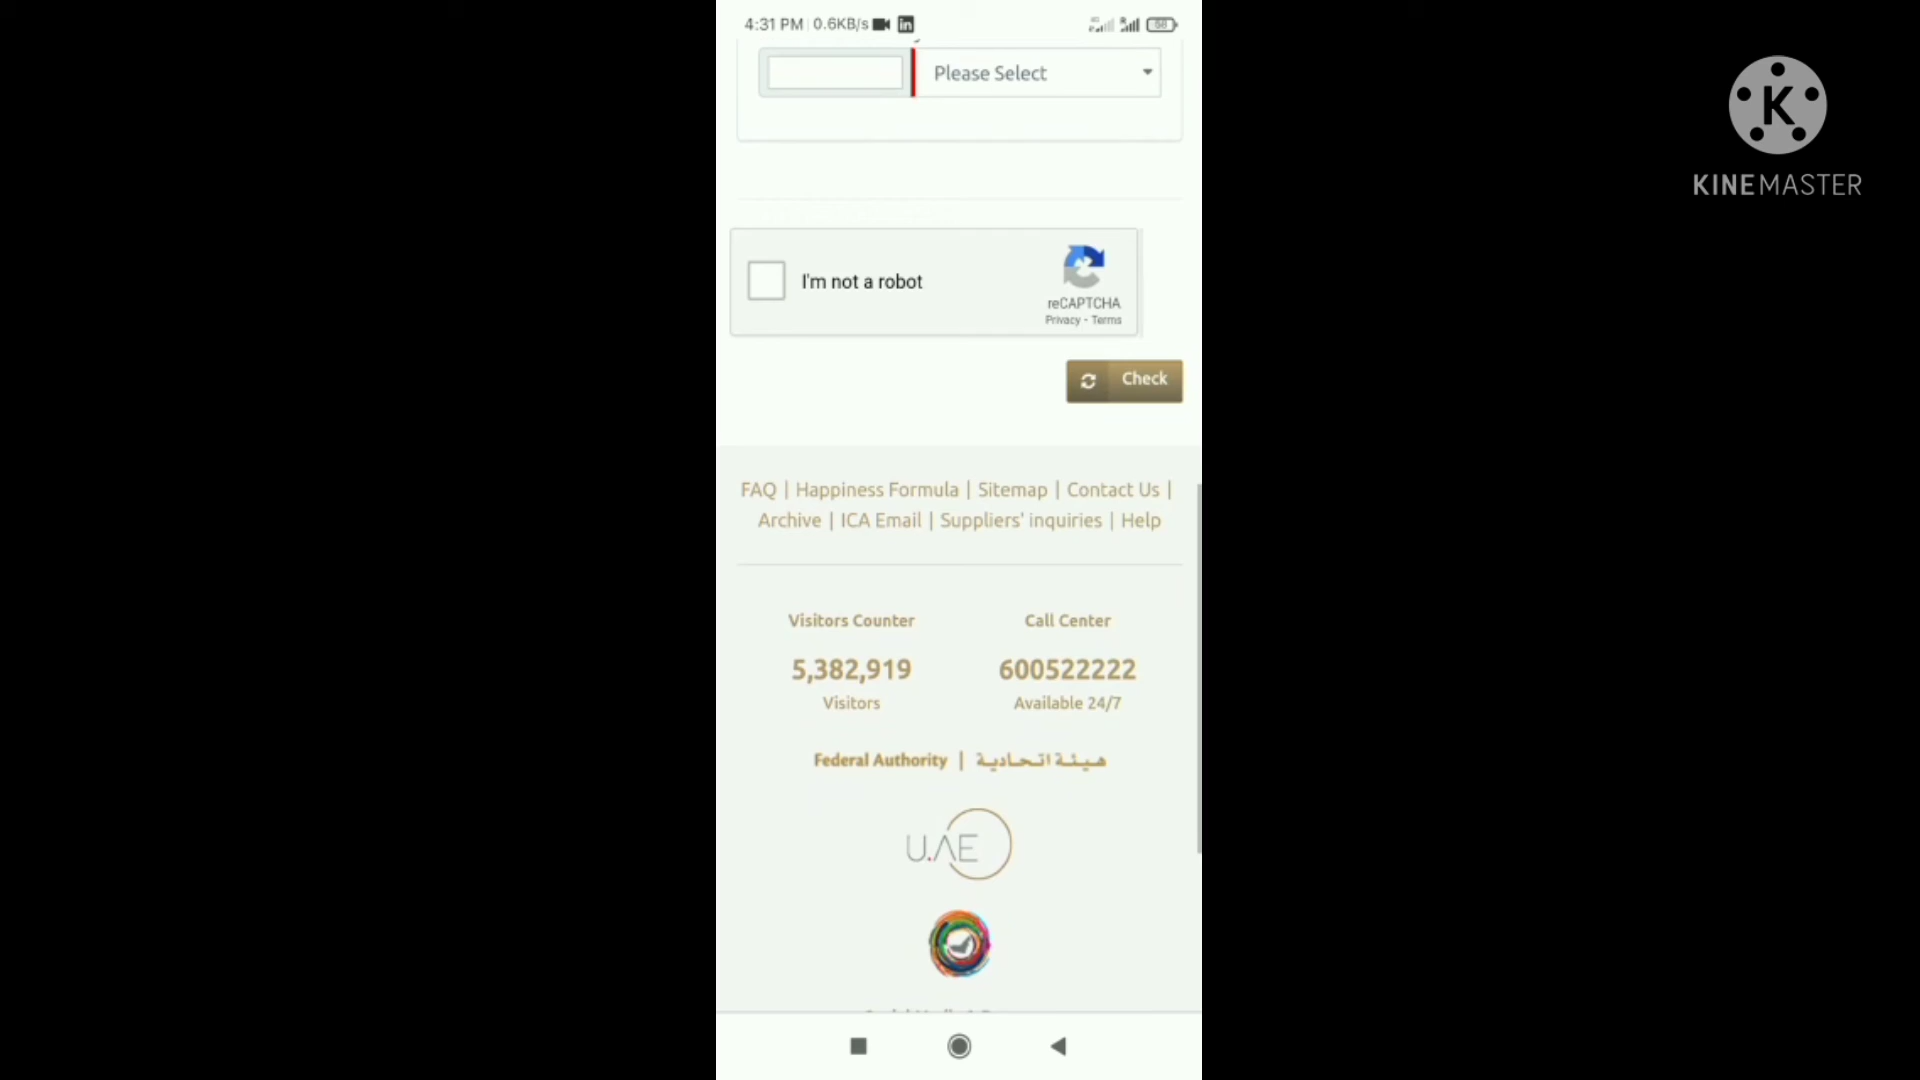 4:31 PM 0.6KB/s
58
Please Select
K
KINEMASTER
I'm not a robot
reCAPTCHA
Privacy - Terms
Check
FAQ | Happiness Formula | Sitemap | Contact Us |
Archive | ICA Email | Suppliers' inquiries | Help
Visitors Counter
Call Center
5,382,919
600522222
Visitors
Available 24/7
Federal Authority | هيئة اتحادية
U.AE